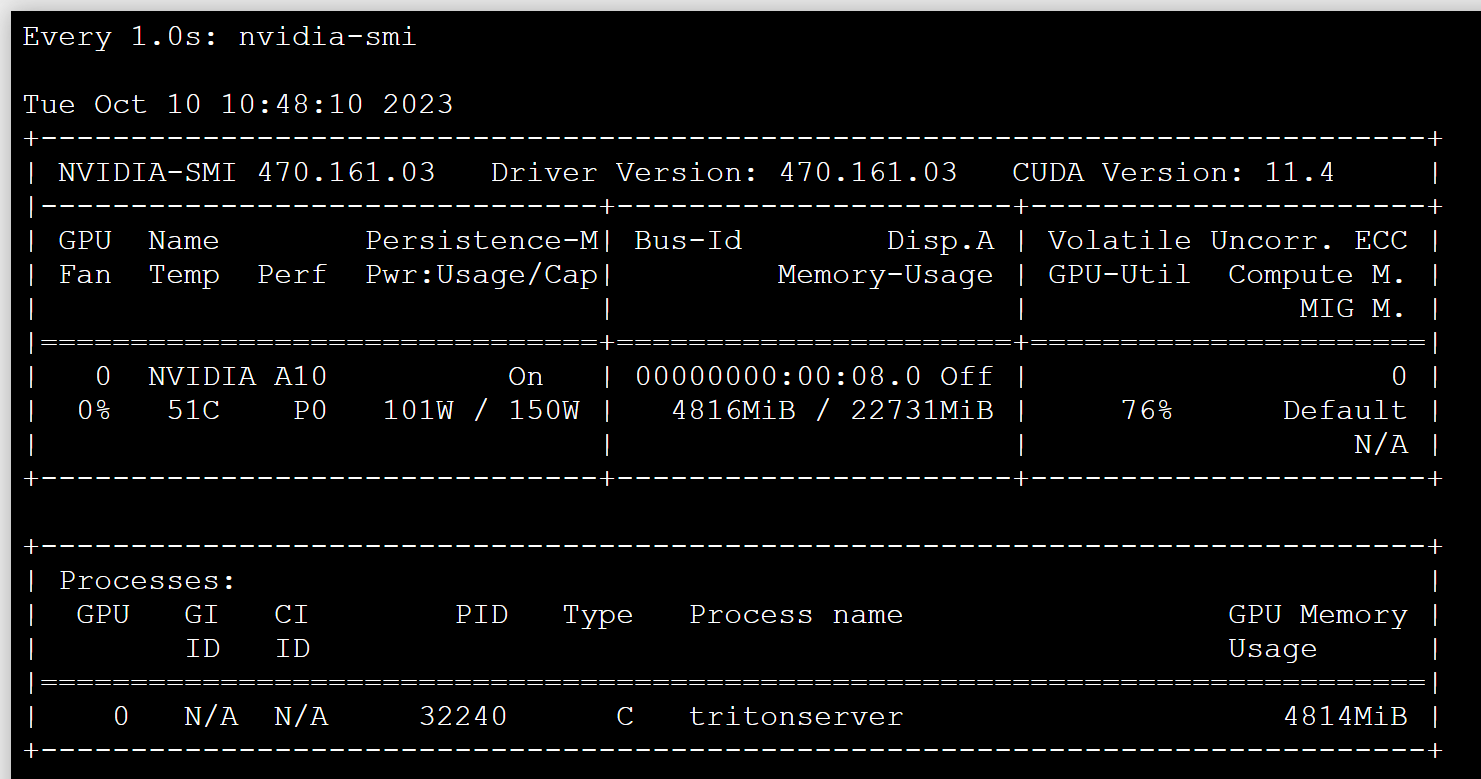 Every 1.0s: nvidia-smi

Tue Oct 10 10:48:10 2023
+-----------------------------------------------------------------------------+
| NVIDIA-SMI 470.161.03   Driver Version: 470.161.03   CUDA Version: 11.4     |
|-------------------------------+----------------------+----------------------+
| GPU  Name        Persistence-M| Bus-Id        Disp.A | Volatile Uncorr. ECC |
| Fan  Temp  Perf  Pwr:Usage/Cap|         Memory-Usage | GPU-Util  Compute M. |
|                               |                      |               MIG M. |
|===============================+======================+======================|
|   0  NVIDIA A10          On   | 00000000:00:08.0 Off |                    0 |
|  0%   51C    P0   101W / 150W |   4816MiB / 22731MiB |     76%      Default |
|                               |                      |                  N/A |
+-------------------------------+----------------------+----------------------+

+-----------------------------------------------------------------------------+
| Processes:                                                                  |
|  GPU   GI   CI        PID   Type   Process name                  GPU Memory |
|        ID   ID                                                   Usage      |
|=============================================================================|
|    0   N/A  N/A     32240      C   tritonserver                     4814MiB |
+-----------------------------------------------------------------------------+